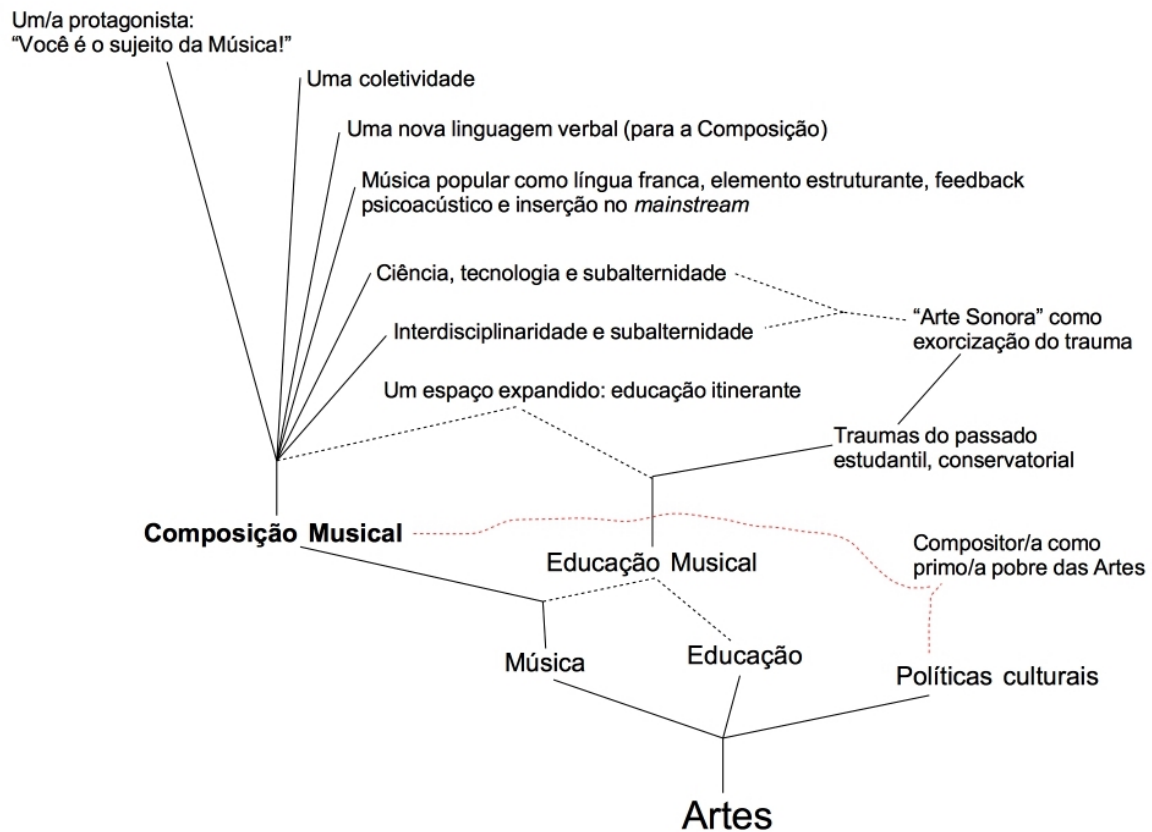 Um/a protagonista:
“Você é o sujeito da Música!”
Uma coletividade
Uma nova linguagem verbal (para a Composição)
Música popular como língua franca, elemento estruturante, feedback
psicoacústico e inserção no mainstream
Ciência, tecnologia e subalternidade
“Arte Sonora” como
exorcização do trauma
Interdisciplinaridade e subalternidade
Um espaço expandido: educação itinerante
Traumas do passado
estudantil, conservatorial
Composição Musical
Educação Musical
Compositor/a como
primo/a pobre das Artes
Música
Educação
Políticas culturais
Artes